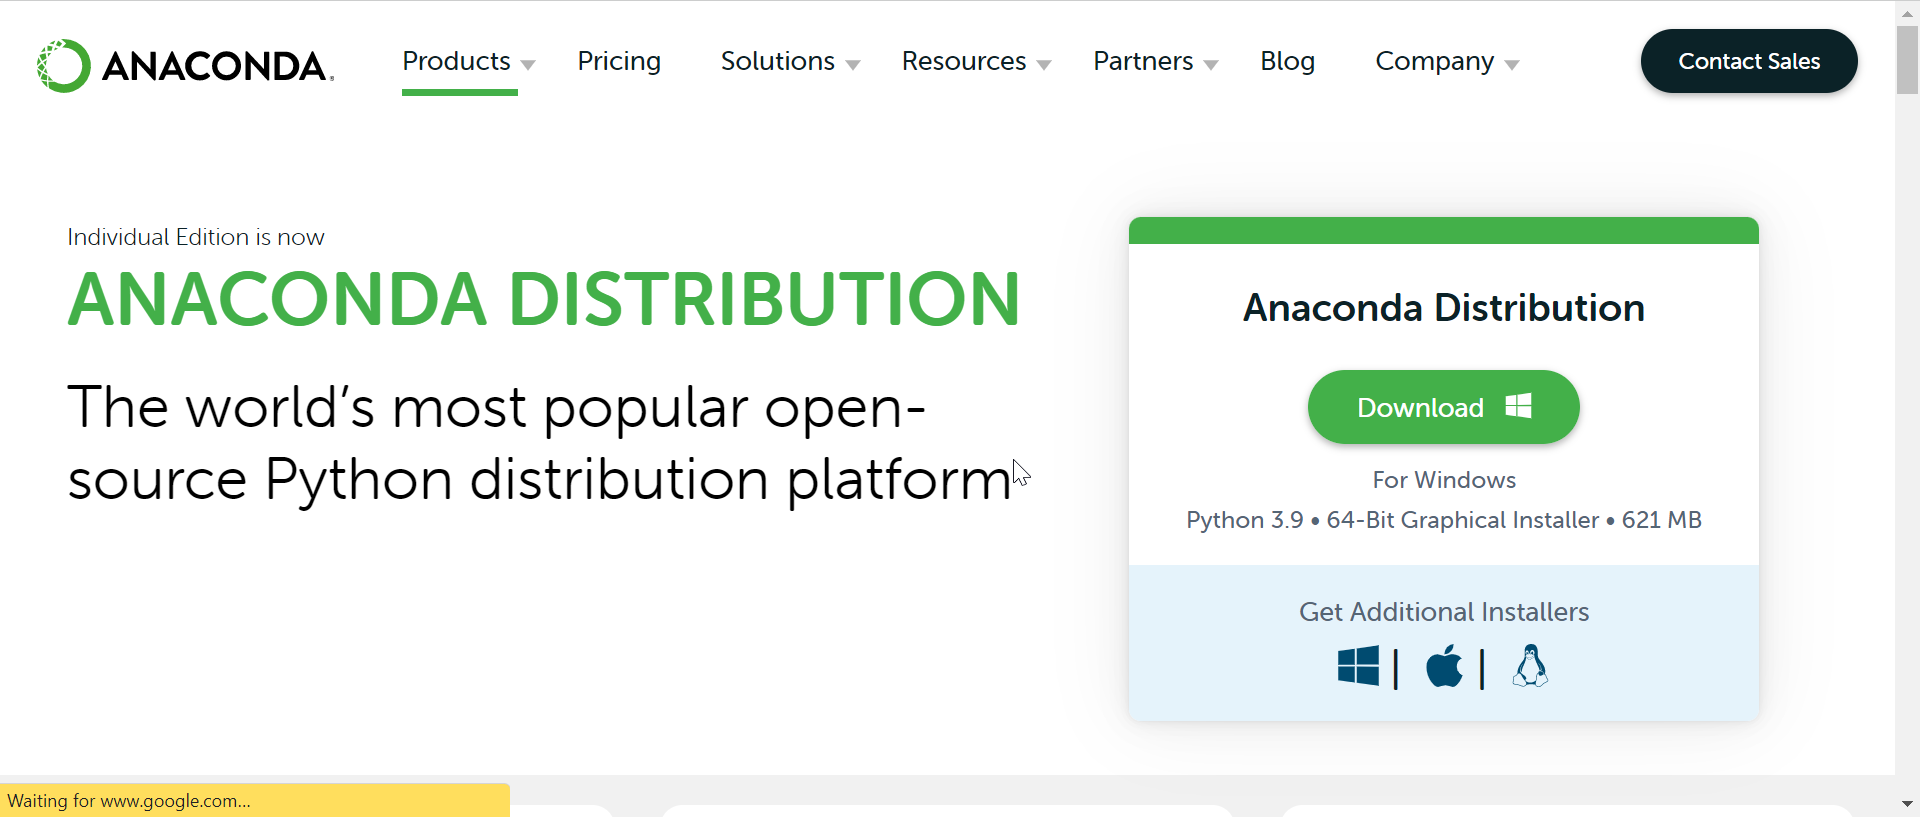 ANACONDA.
Products Pricing Solutions Resources Partners Blog Company Contact Sales
Individual Edition is now
ANACONDA DISTRIBUTION
The world’s most popular open-
source Python distribution platform
Anaconda Distribution
Download
For Windows
Python 3.9 • 64-Bit Graphical Installer • 621 MB
Get Additional Installers
Waiting for www.google.com...